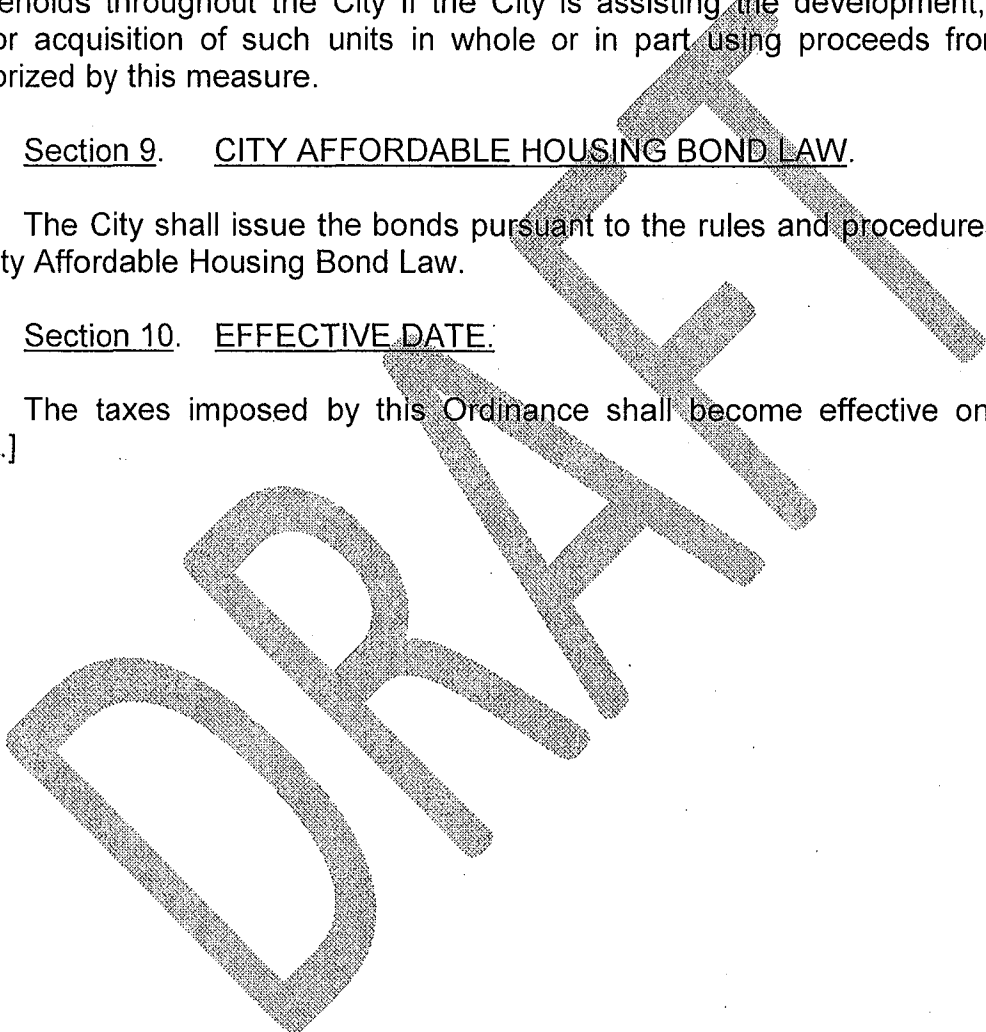 eholds throughout the City if the City is assisting the development,
or acquisition of such units in whole or in part using proceeds fro
orized by this measure.
Section 9. CITY AFFORDABLE HOUSING BOND LAW.
The City shall issue the bonds pursuant to the rules and procedure
ty Affordable Housing Bond Law.
Section 10. EFFECTIVE DATE.
The taxes imposed by this Ordinance shall become effective on
.]
DRAFT